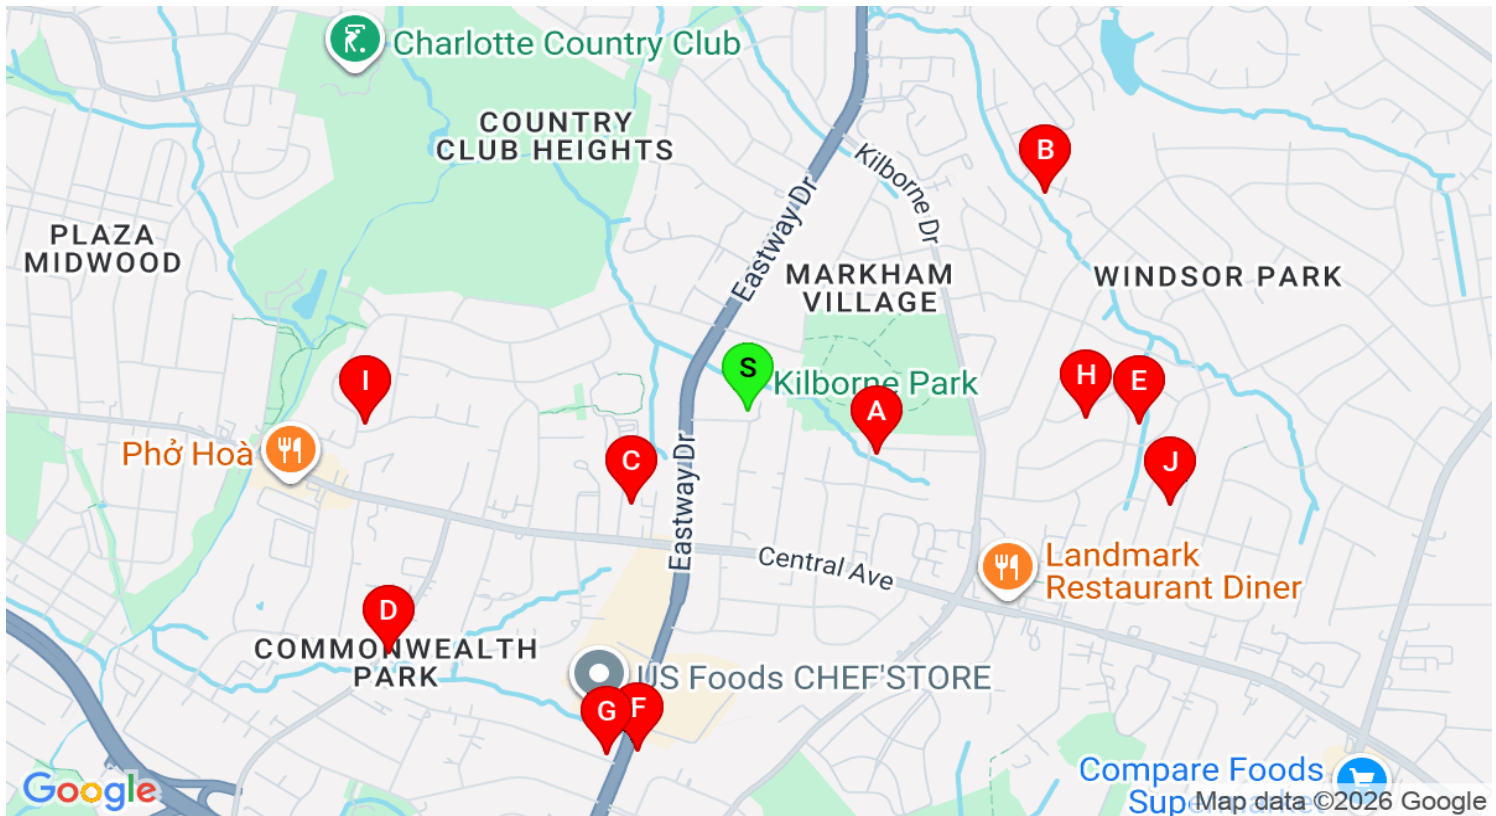 Charlotte Country Club
COUNTRY
CLUB HEIGHTS
B
Kilborne Dr
PLAZA
MIDWOOD
Eastway Dr
MARKHAM
VILLAGE
WINDSOR PARK
S
Kilborne Park
I
H
E
A
Phở Hoà
C
J
Eastway Dr
Central Ave
Landmark
Restaurant Diner
D
COMMONWEALTH
PARK
US Foods CHEF'STORE
G
F
Compare Foods
Supermarket
Google
Map data ©2026 Google